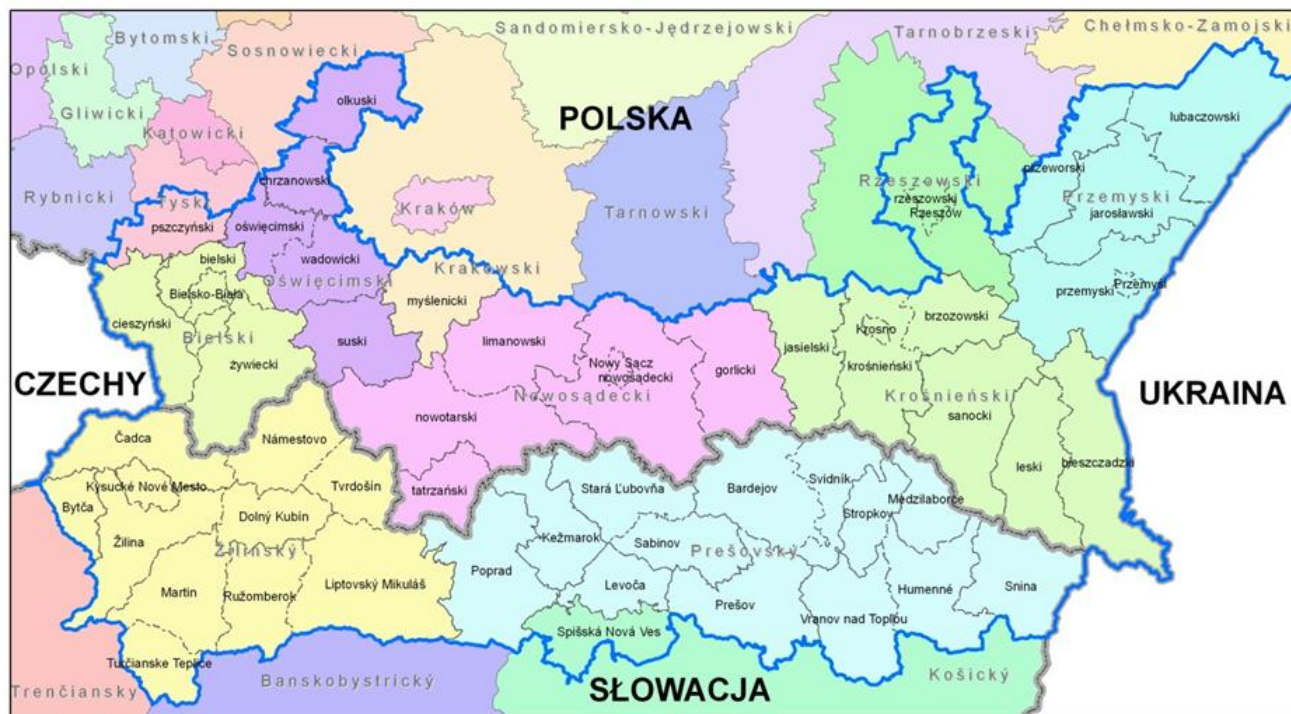 Sandomiersko-Jędrzejowski
Chełmsko-Zamojski
Tarnobrzeski
Bytomski
Sosnowiecki
Opolski
Gliwicki
olkuski
POLSKA
lubaczowski
Katowicki
Rybnicki
chrzanowski
Kraków
Tarnowski
Rzeszowski
rzeszowski
Rzeszów
przeworski
Przemyski
jarosławski
Tyski
pszczyński
oświęcimski
wadowicki
Oświęcimski
bielski
Bielsko-Biała
Krakowski
myślenicki
przemyski
Przemyśl
cieszyński
Bielski
żywiecki
suski
limanowski
Nowy Sącz
nowosądecki
gorlicki
jasielski
Krosno
brzozowski
krośnieński
CZECHY
UKRAINA
nowotarski
Nowosądecki
Krośnieński
sanocki
leski
bieszczadzki
Čadca
Námestovo
Tvrdošín
tatrzański
Stará Ľubovňa
Bardejov
Svidník
Medzilaborce
Stropkov
Kysucké Nové Mesto
Bytča
Dolný Kubín
Žilina
Žilinský
Kežmarok
Sabinov
Prešovský
Poprad
Levoča
Prešov
Martin
Ružomberok
Liptovský Mikuláš
Vranov nad Topľou
Humenné
Snina
Spišská Nová Ves
Turčianske Teplice
Trenčiansky
Banskobystrický
SŁOWACJA
Košický